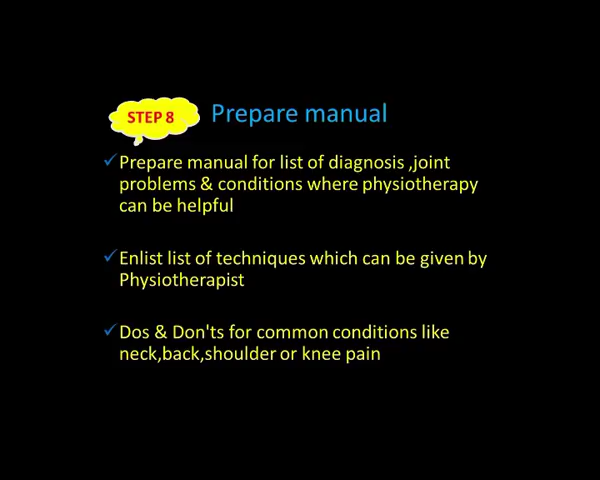 STEP 8
Prepare manual
Prepare manual for list of diagnosis ,joint
problems & conditions where physiotherapy
can be helpful
Enlist list of techniques which can be given by
Physiotherapist
Dos & Don'ts for common conditions like
neck,back,shoulder or knee pain